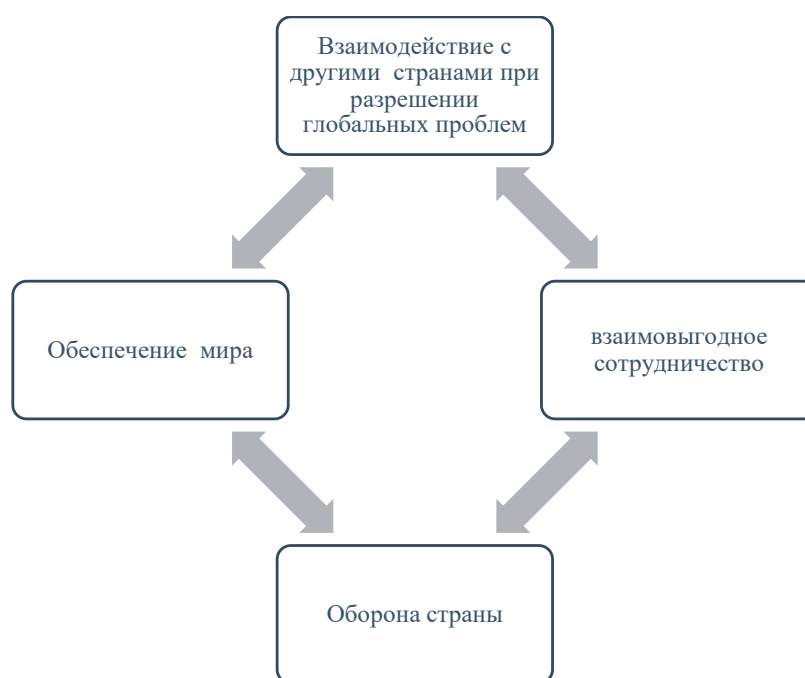 Взаимодействие с
другими  странами при
разрешении
глобальных проблем
Обеспечение  мира
взаимовыгодное
сотрудничество
Оборона страны